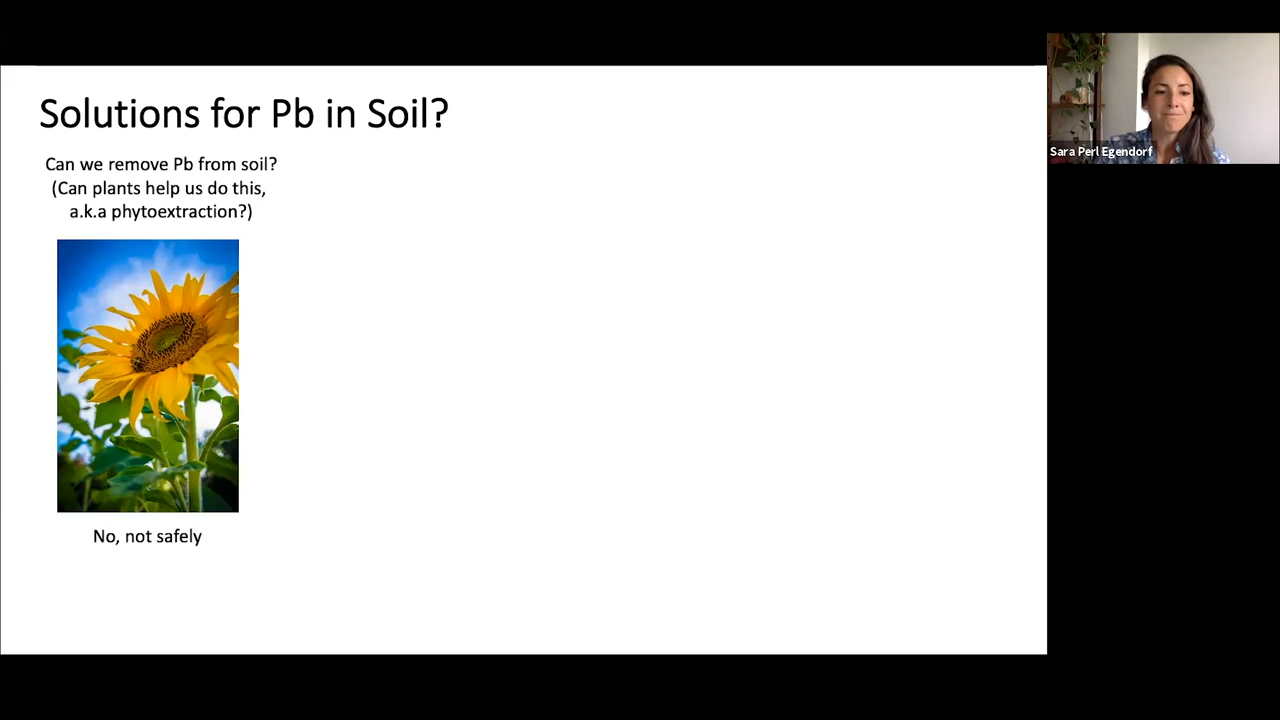 Solutions for Pb in Soil?
Can we remove Pb from soil?
(Can plants help us do this,
a.k.a phytoextraction?)
No, not safely
Sara Perl Egendorf